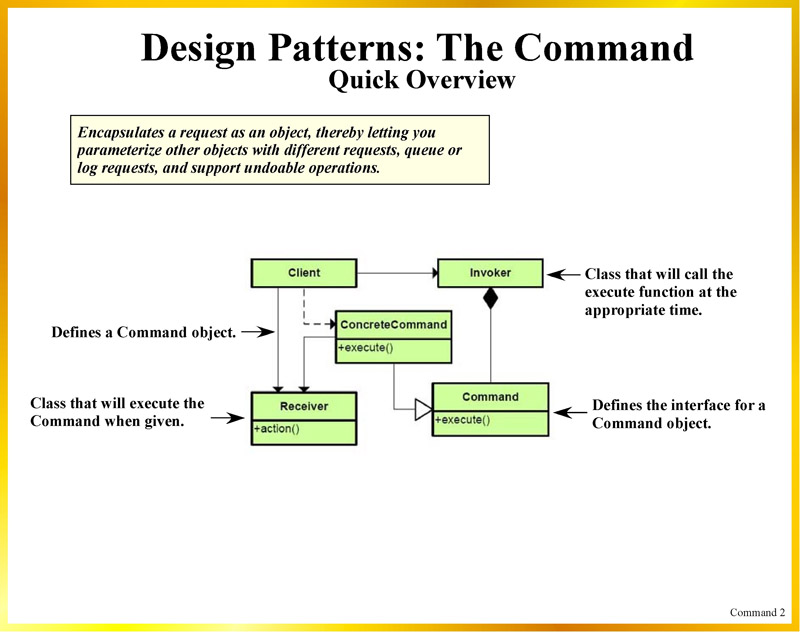 Design Patterns: The Command
Quick Overview
Encapsulates a request as an object, thereby letting you
parameterize other objects with different requests, queue or
log requests, and support undoable operations.
Client
Invoker
Class that will call the
execute function at the
appropriate time.
Defines a Command object.
ConcreteCommand
+execute()
Class that will execute the
Command when given.
Receiver
+action()
Command
+execute()
Defines the interface for a
Command object.
Command 2